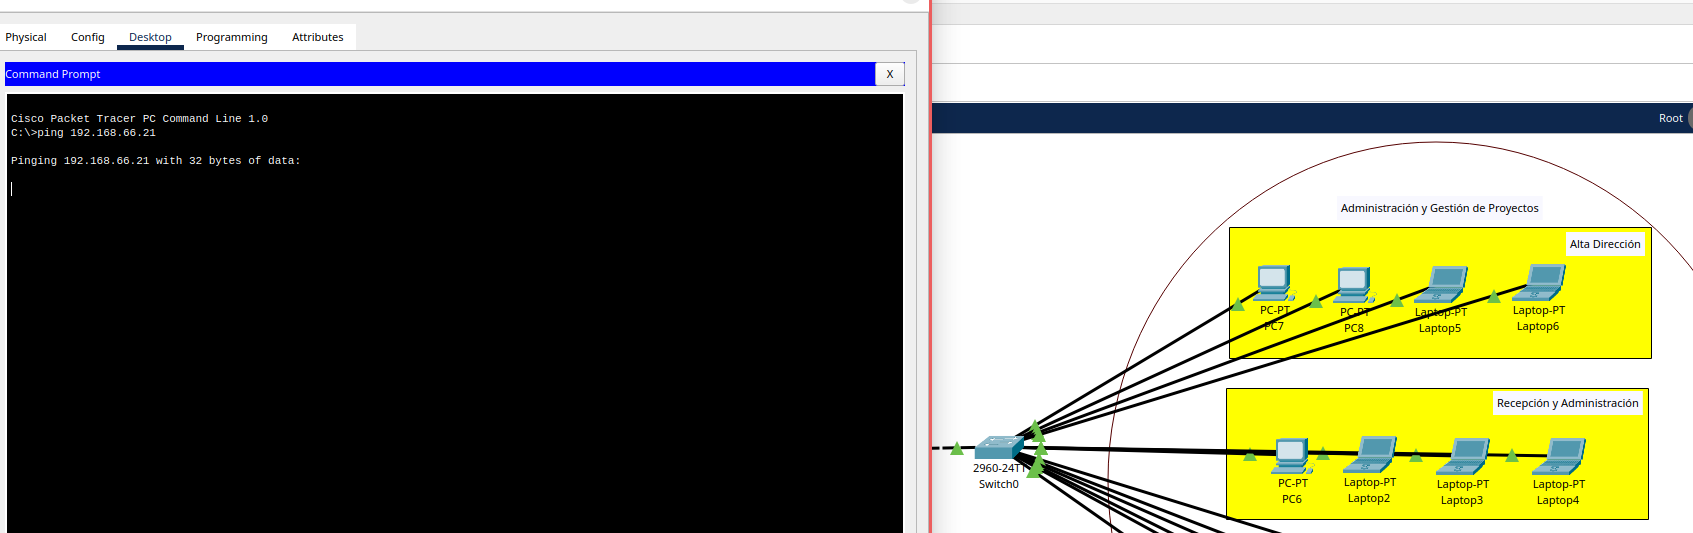 Physical
Config
Desktop
Programming
Attributes
Command Prompt
X
Cisco Packet Tracer PC Command Line 1.0
C:\>ping 192.168.66.21
Pinging 192.168.66.21 with 32 bytes of data:
Root
Administración y Gestión de Proyectos
Alta Dirección
PC-PT
PC7
PC-PT
PC8
Laptop-PT
Laptop5
Laptop-PT
Laptop6
Recepción y Administración
2960-24TT
Switch0
PC-PT
PC6
Laptop-PT
Laptop2
Laptop-PT
Laptop3
Laptop-PT
Laptop4